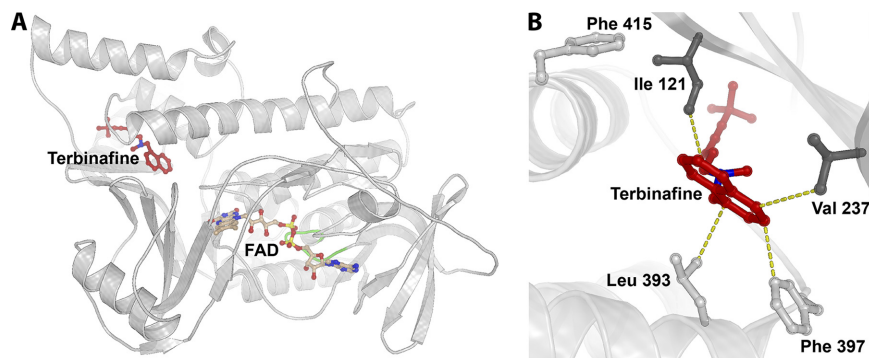 A
Terbinafine
FAD
B
Phe 415
Ile 121
Terbinafine
Val 237
Leu 393
Phe 397